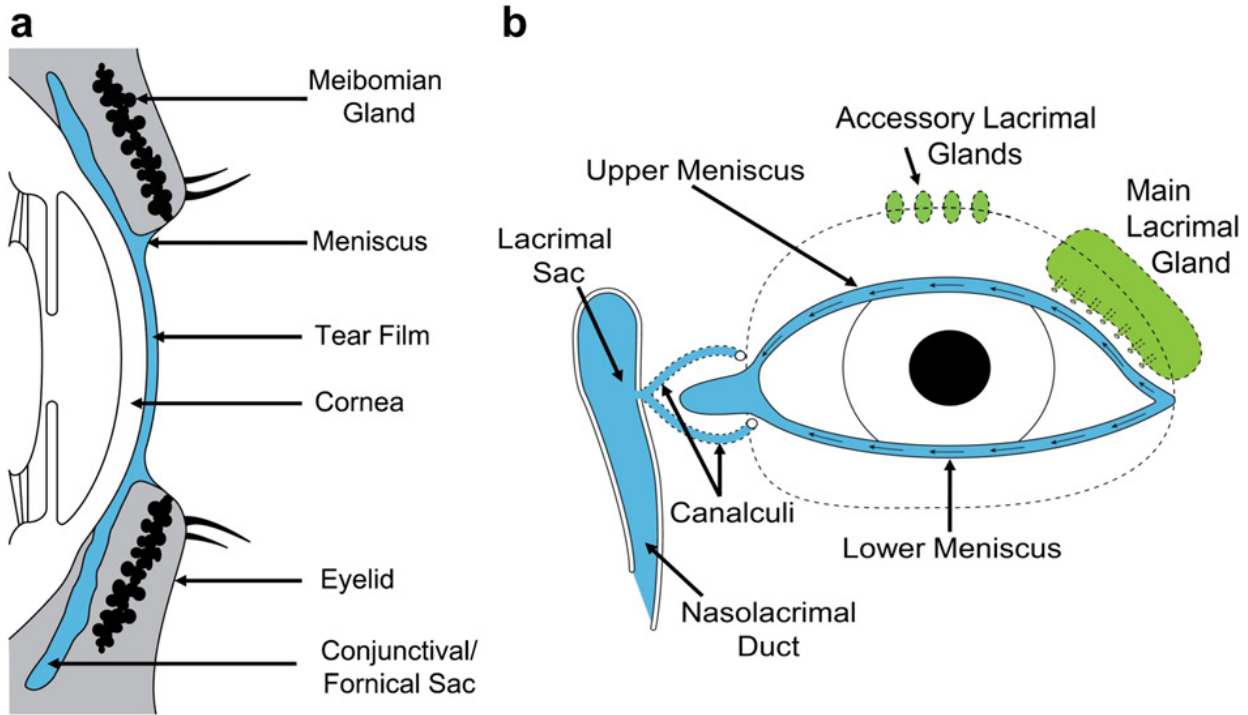 a
Meibomian
Gland
Meniscus
Tear Film
Cornea
Eyelid
Conjunctival/
Fornical Sac
b
Accessory Lacrimal
Glands
Upper Meniscus
Main
Lacrimal
Gland
Lacrimal
Sac
Canalculi
Lower Meniscus
Nasolacrimal
Duct